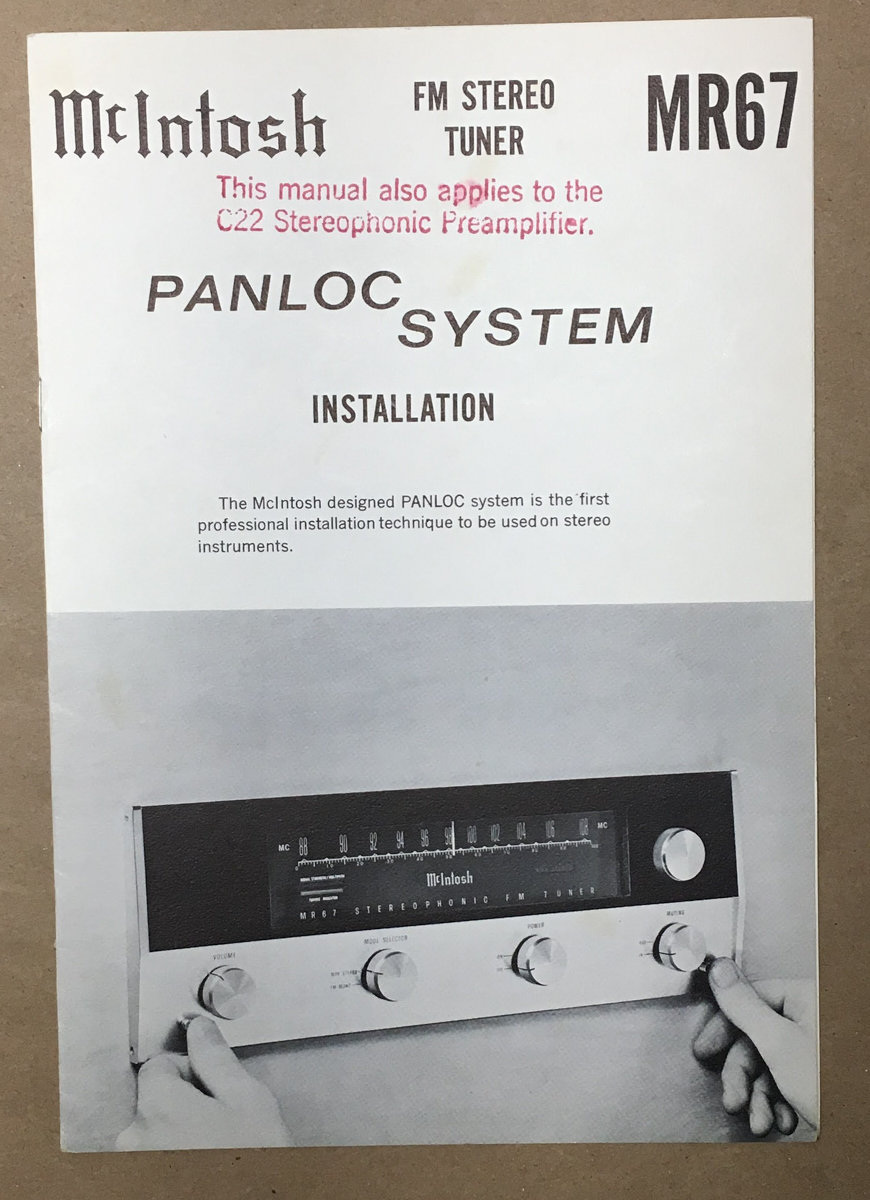 McIntosh
FM STEREO
TUNER
MR67
This manual also applies to the
C22 Stereophonic Preamplifier.
PANLOC
SYSTEM
INSTALLATION
The McIntosh designed PANLOC system is the first
professional installation technique to be used on stereo
instruments.
MC 88 90 92 94 96 98 100 102 104 106 108 MC
McIntosh
MR67 STEREOPHONIC FM TUNER
VOLUME
MODE SELECTOR
POWER
MUTING